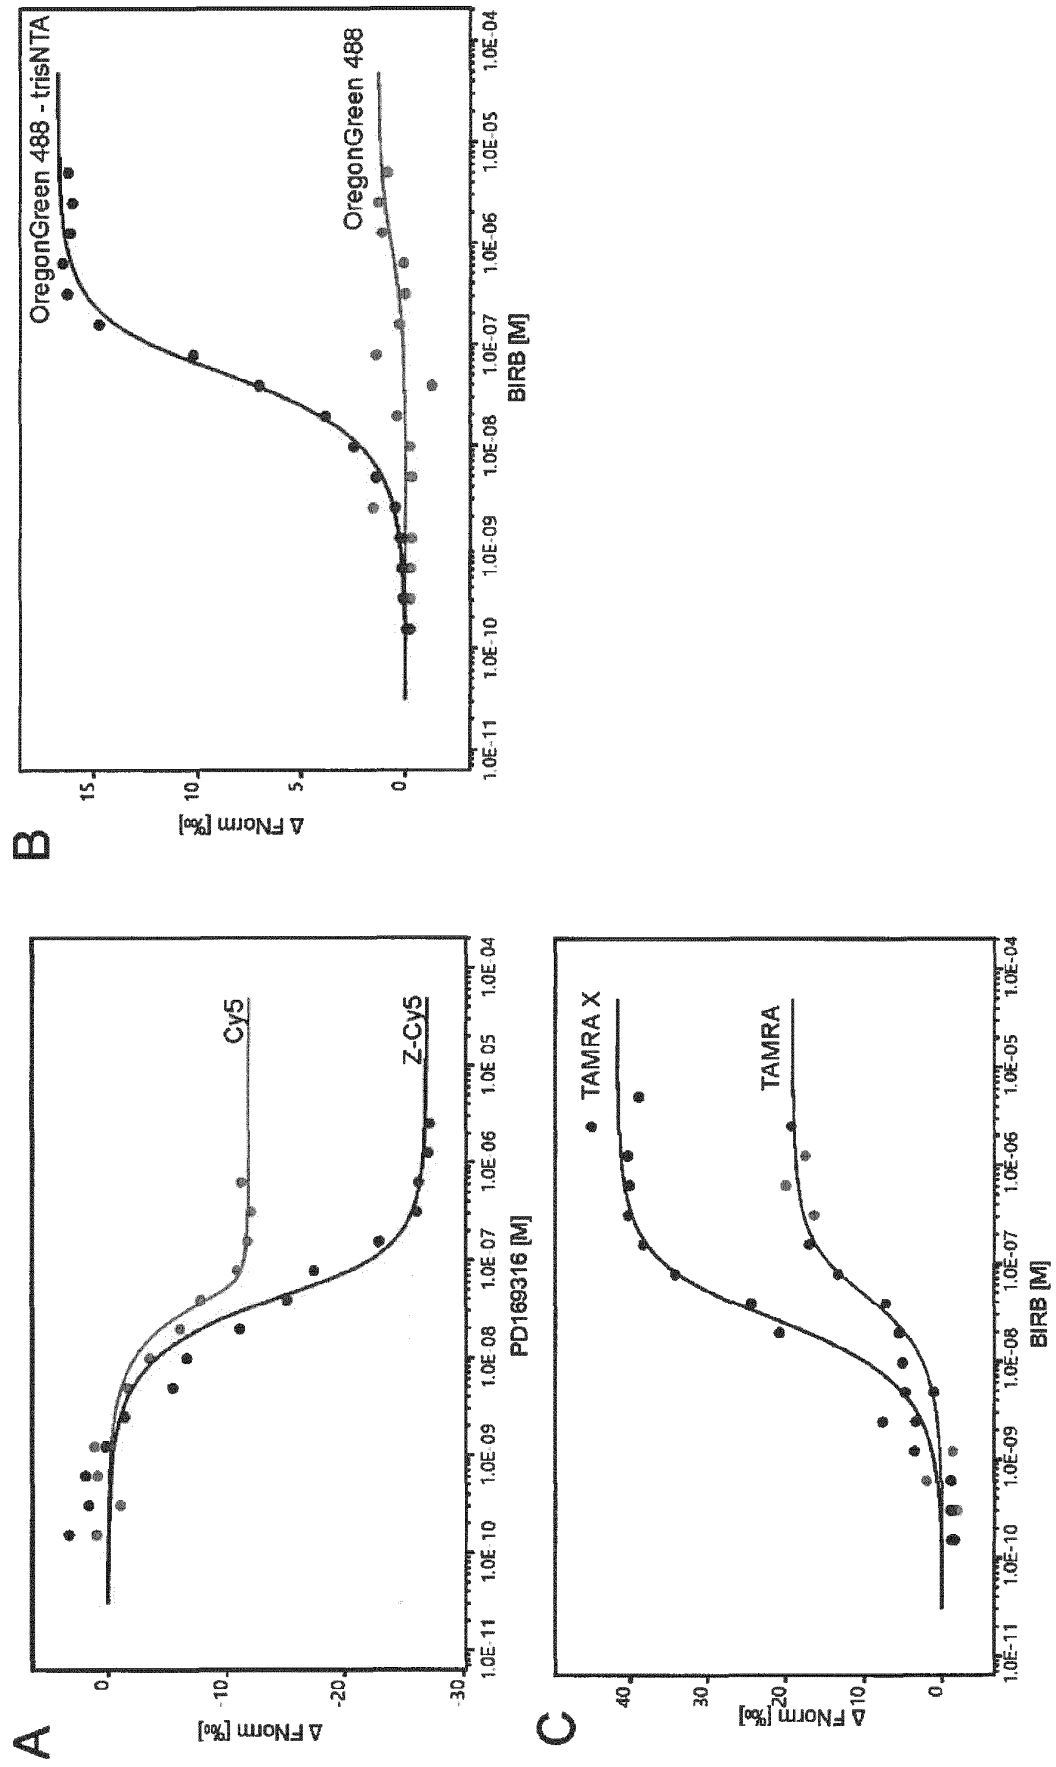 A
Δ FNorm [‰]
0
-10
-20
-30
Cy5
Z-Cy5
1.0E-11
1.0E-10
1.0E-09
1.0E-08
1.0E-07
1.0E-06
1.0E 05
1.0E-04
PD169316 [M]
B
Δ FNorm [‰]
15
10
5
0
OregonGreen 488 - trisNTA
OregonGreen 488
1.0E-11
1.0E-10
1.0E-09
1.0E-08
1.0E-07
1.0E-06
1.0E-05
1.0E-04
BIRB [M]
C
Δ FNorm [‰]
40
30
20
10
0
TAMRA X
TAMRA
1.0E-11
1.0E-10
1.0E-09
1.0E-08
1.0E-07
1.0E-06
1.0E-05
1.0E-04
BIRB [M]